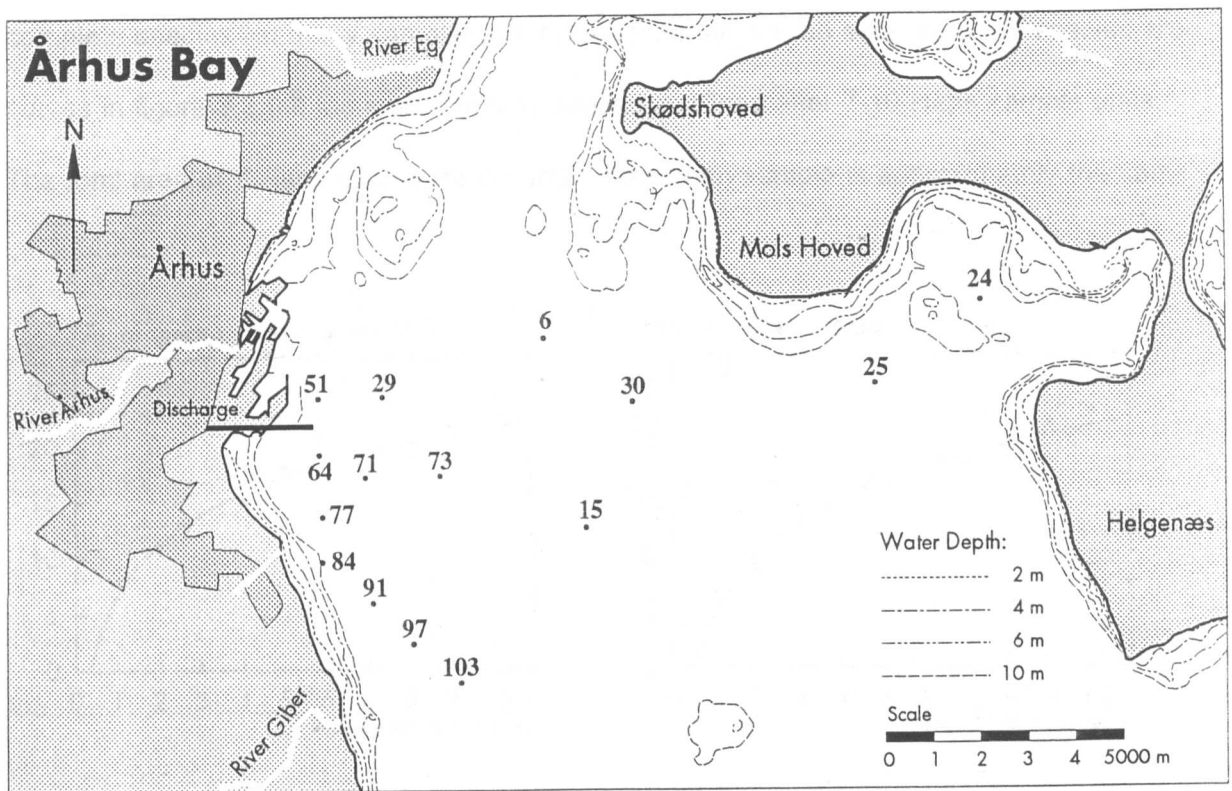 Århus Bay
River Eg
Skødshoved
N
Århus
Mols Hoved
24
6
25
51
29
30
River Århus
Discharge
64
71
73
15
77
Helgenæs
84
91
97
103
Water Depth:
2 m
4 m
6 m
10 m
River Giber
Scale
0 1 2 3 4 5000 m